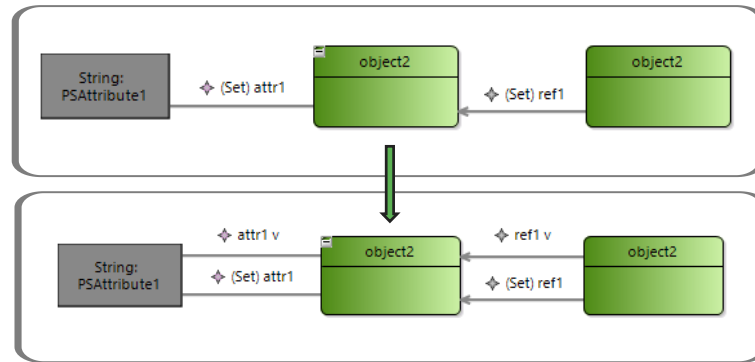 String:
PSAttribute1
(Set) attr1
object2
(Set) ref1
object2
String:
PSAttribute1
attr1 v
(Set) attr1
object2
ref1 v
(Set) ref1
object2